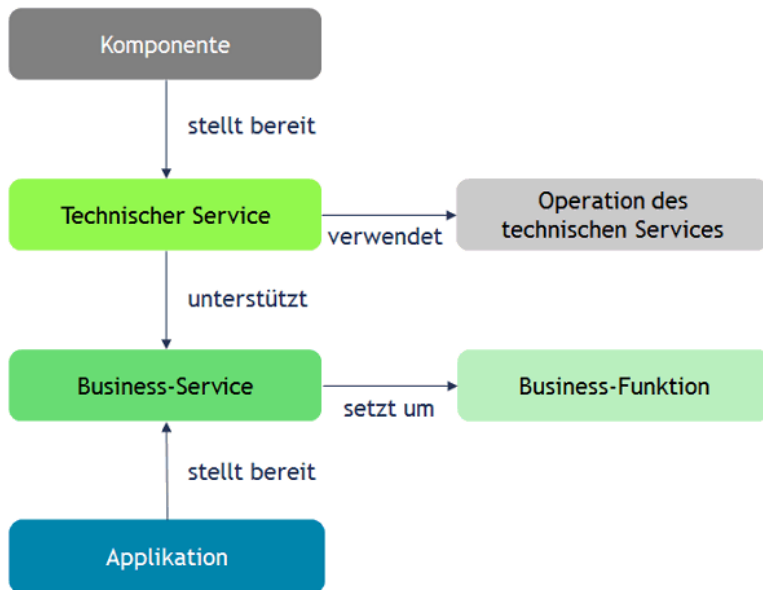 Komponente
stellt bereit
Technischer Service
verwendet
Operation des
technischen Services
unterstützt
Business-Service
setzt um
Business-Funktion
stellt bereit
Applikation